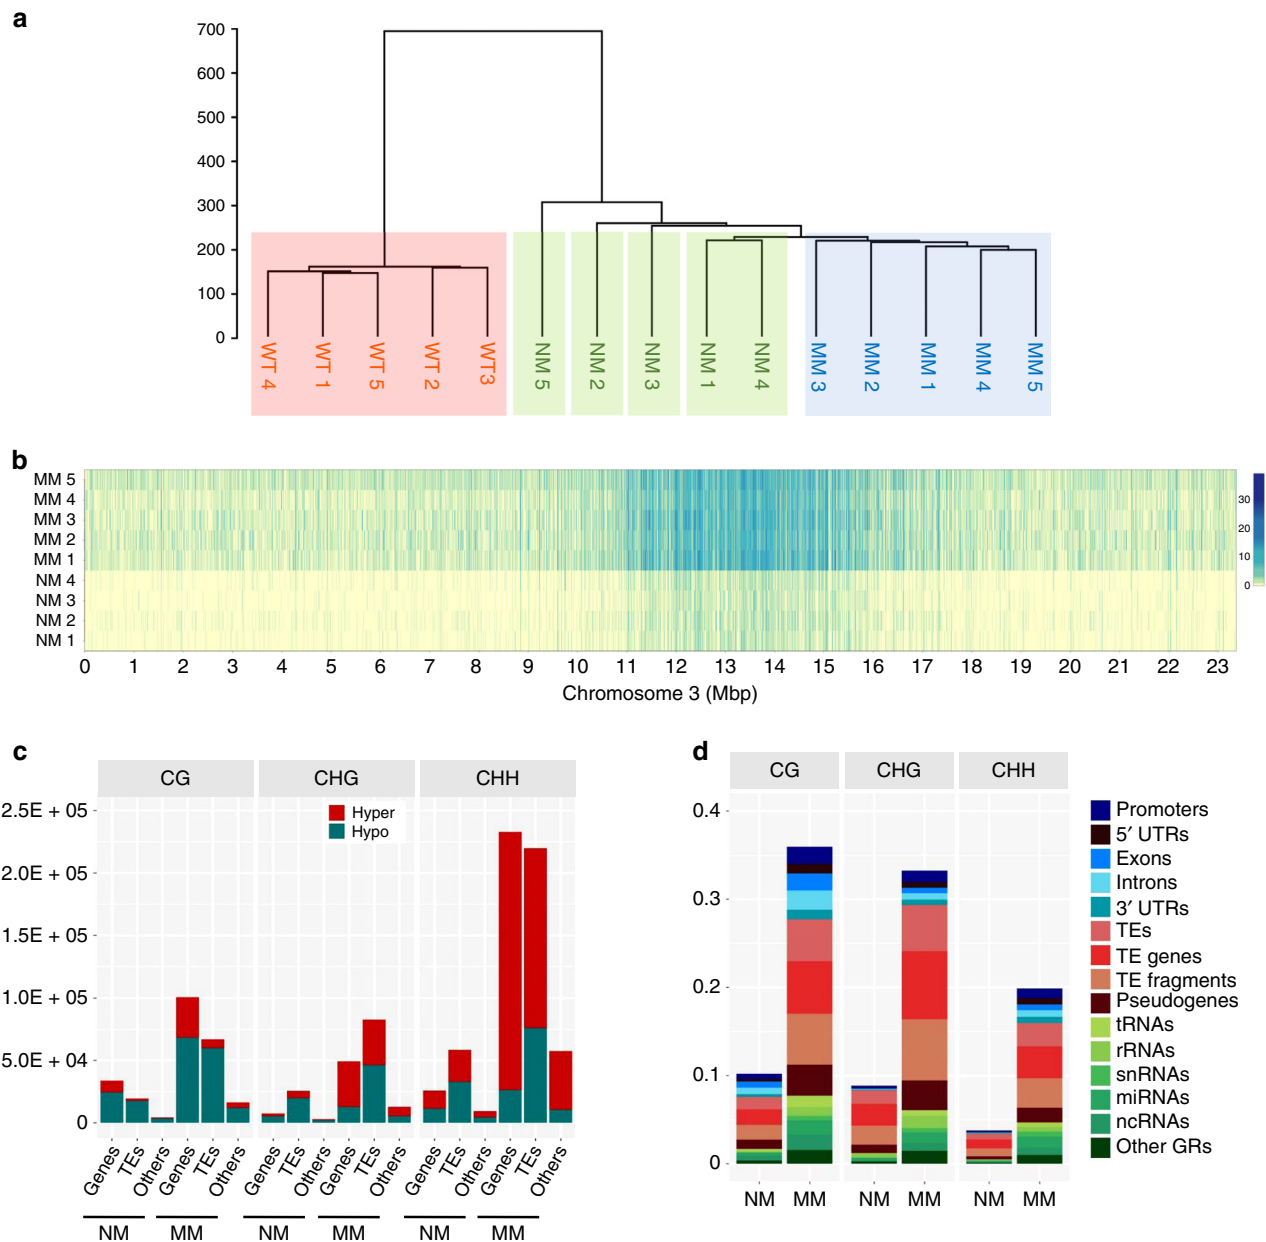 a
700
600
500
400
300
200
100
0
WT 4
WT 1
WT 5
WT 2
WT3
NM 5
NM 2
NM 3
NM 1
NM 4
MM 3
MM 2
MM 1
MM 4
MM 5
b
MM 5
MM 4
MM 3
MM 2
MM 1
NM 4
NM 3
NM 2
NM 1
30
20
10
0
0 1 2 3 4 5 6 7 8 9 10 11 12 13 14 15 16 17 18 19 20 21 22 23
Chromosome 3 (Mbp)
c
CG CHG CHH
2.5E + 05
2.0E + 05
1.5E + 05
1.0E + 05
5.0E + 04
0
Hyper
Hypo
Genes TEs Others Genes TEs Others Genes TEs Others Genes TEs Others Genes TEs Others Genes TEs Others
NM MM NM MM NM MM
d
CG CHG CHH
0.4
0.3
0.2
0.1
0
NM MM NM MM NM MM
Promoters
5′ UTRs
Exons
Introns
3′ UTRs
TEs
TE genes
TE fragments
Pseudogenes
tRNAs
rRNAs
snRNAs
miRNAs
ncRNAs
Other GRs